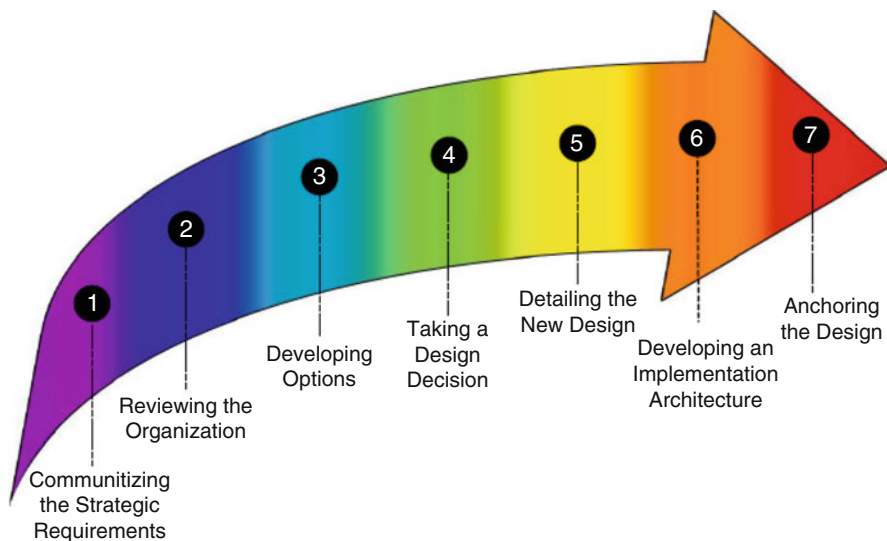 1
Communitizing
the Strategic
Requirements
2
Reviewing the
Organization
3
Developing
Options
4
Taking a
Design
Decision
5
Detailing the
New Design
6
Developing an
Implementation
Architecture
7
Anchoring
the Design